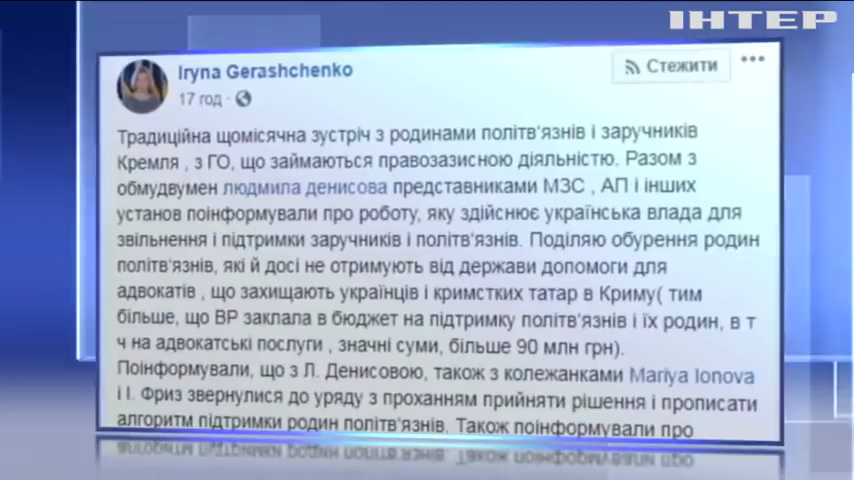 ІНТЕР
Iryna Gerashchenko
Стежити
17 год
Традиційна щомісячна зустріч з родинами політв'язнів і заручників
Кремля , з ГО, що займаються правозазисною діяльністю. Разом з
обмудвумен людмила денисова представниками МЗС , АП і інших
установ поінформували про роботу, яку здійснює українська влада для
звільнення і підтримки заручників і політв'язнів. Поділяю обурення родин
політв'язнів, які й досі не отримують від держави допомоги для
адвокатів , що захищають українців і кримстких татар в Криму( тим
більше, що ВР заклала в бюджет на підтримку політв'язнів і їх родин, в т
ч на адвокатські послуги , значні суми, більше 90 млн грн).
Поінформували, що з Л. Денисовою, також з колежанками Mariya Ionova
і І. Фриз звернулися до уряду з проханням прийняти рішення і прописати
алгоритм підтримки родин політв'язнів. Також поінформували про